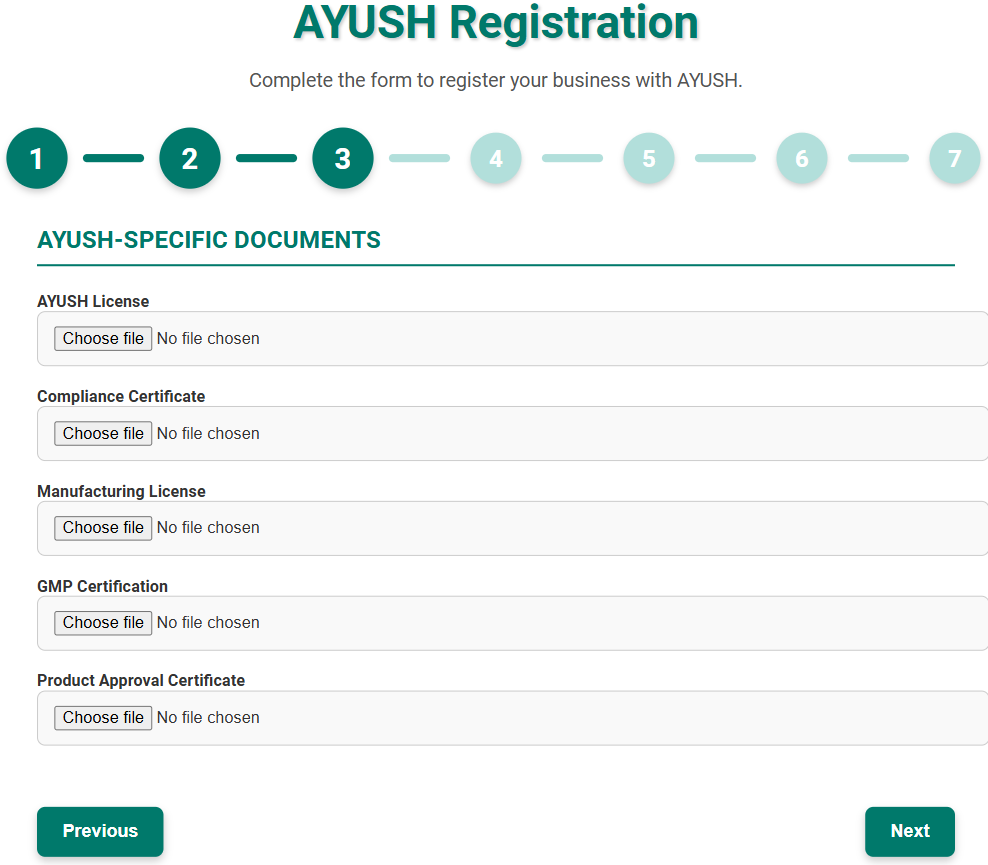 AYUSH Registration
Complete the form to register your business with AYUSH.
1 2 3 4 5 6 7
AYUSH-SPECIFIC DOCUMENTS
AYUSH License
Choose file No file chosen
Compliance Certificate
Choose file No file chosen
Manufacturing License
Choose file No file chosen
GMP Certification
Choose file No file chosen
Product Approval Certificate
Choose file No file chosen
Previous Next